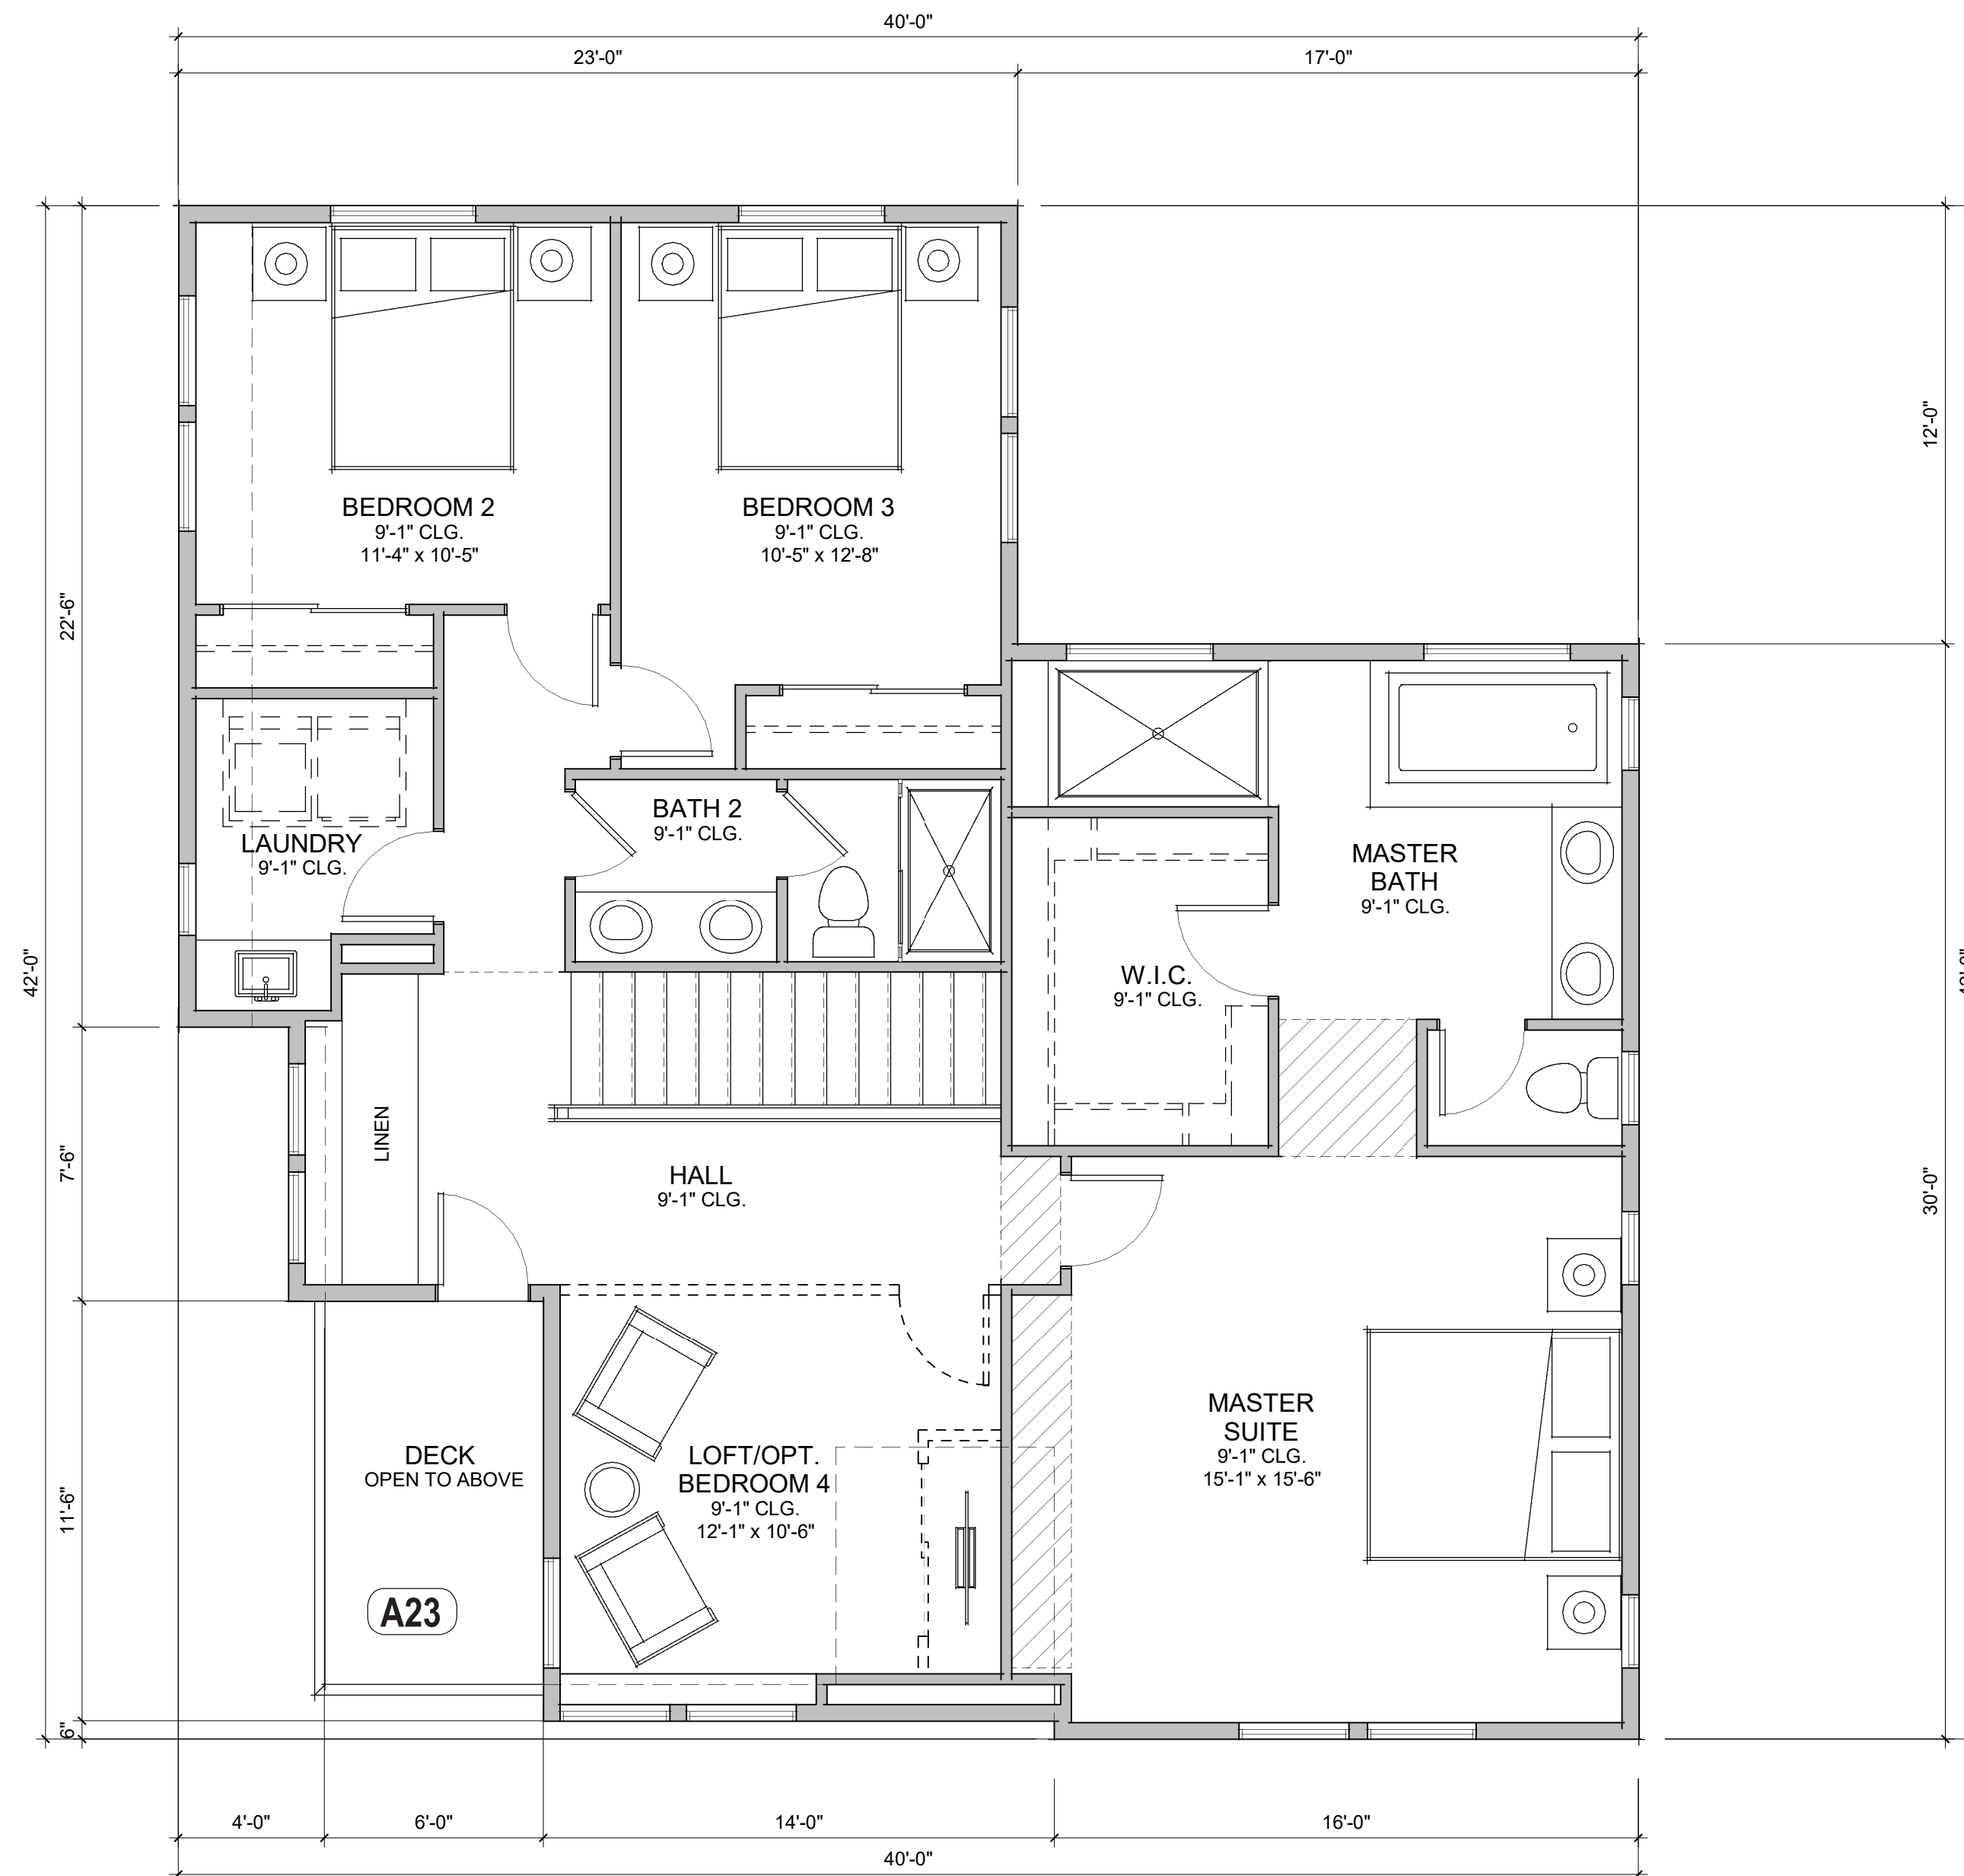 40'-0"
23'-0"
17'-0"
BEDROOM 2
9'-1" CLG.
11'-4" x 10'-5"
BEDROOM 3
9'-1" CLG.
10'-5" x 12'-8"
12'-0"
22'-6"
42'-0"
LAUNDRY
9'-1" CLG.
BATH 2
9'-1" CLG.
MASTER
BATH
9'-1" CLG.
W.I.C.
9'-1" CLG.
LINEN
7'-6"
HALL
9'-1" CLG.
30'-0"
DECK
OPEN TO ABOVE
LOFT/OPT.
BEDROOM 4
9'-1" CLG.
12'-1" x 10'-6"
MASTER
SUITE
9'-1" CLG.
15'-1" x 15'-6"
11'-6"
A23
6"
4'-0"
6'-0"
14'-0"
16'-0"
40'-0"